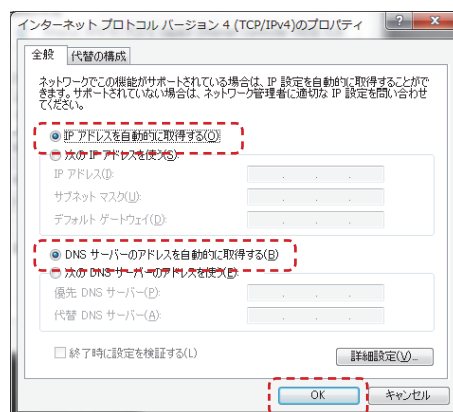 インターネット プロトコル バージョン 4 (TCP/IPv4)のプロパティ
全般
代替の構成
ネットワークでこの機能がサポートされている場合は、IP 設定を自動的に取得することがで
きます。サポートされていない場合は、ネットワーク管理者に適切な IP 設定を問い合わせ
てください。
IP アドレスを自動的に取得する(O)
次の IP アドレスを使う(S):
IP アドレス(I):
サブネット マスク(U):
デフォルト ゲートウェイ(D):
DNS サーバーのアドレスを自動的に取得する(B)
次の DNS サーバーのアドレスを使う(E):
優先 DNS サーバー(P):
代替 DNS サーバー(A):
終了時に設定を検証する(L)
詳細設定(V)...
OK
キャンセル